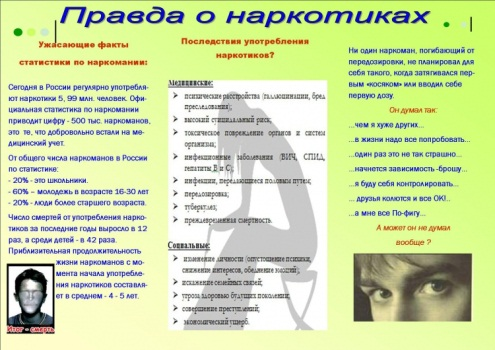 Правда о наркотиках
Ужасающие факты
статистики по наркомании:
Сегодня в России регулярно употребля-
ют наркотики 5, 99 млн. человек. Офи-
циальная статистика по наркомании
приводит цифру - 500 тыс. наркоманов,
это те, что добровольно встали на ме-
дицинский учет.
От общего числа наркоманов в России
по статистике:
- 20% - это школьники.
- 60% – молодежь в возрасте 16-30 лет
- 20% - люди более старшего возраста.
Число смертей от употребления нарко-
тиков за последние годы выросло в 12
раз, а среди детей - в 42 раза.
Приблизительная продолжитель-
ность
жизни наркоманов с мо-
мента начала употребле-
ния наркотиков составля-
ет в среднем - 4 - 5 лет.
Итог - смерть
Последствия употребления
наркотиков?
Медицинские:
психические расстройства (галлюцинации, бред
преследования);
высокий суицидальный риск;
токсическое повреждение органов и систем
организма;
инфекционные заболевания (ВИЧ, СПИД,
гепатиты В и С);
инфекции, передающиеся половым путем;
передозировка;
туберкулез;
преждевременная смертность.
Социальные:
изменение личности (опустошение психики,
снижение интересов, обеднение эмоций);
искажение семейных связей;
угроза здоровью будущих поколений;
совершение преступлений;
экономический ущерб.
Ни один наркоман, погибающий от
передозировки, не планировал для
себя такого, когда затягивался пер-
вым «косяком» или вводил себе
первую дозу.
Он думал так:
...чем я хуже других...
...в жизни надо все попробовать...
...один раз это не так страшно...
...начнется зависимость -брошу...
...я буду себя контролировать...
... друзья колются и все ОК!..
...а мне все По-фигу...
А может он не думал
вообще ?